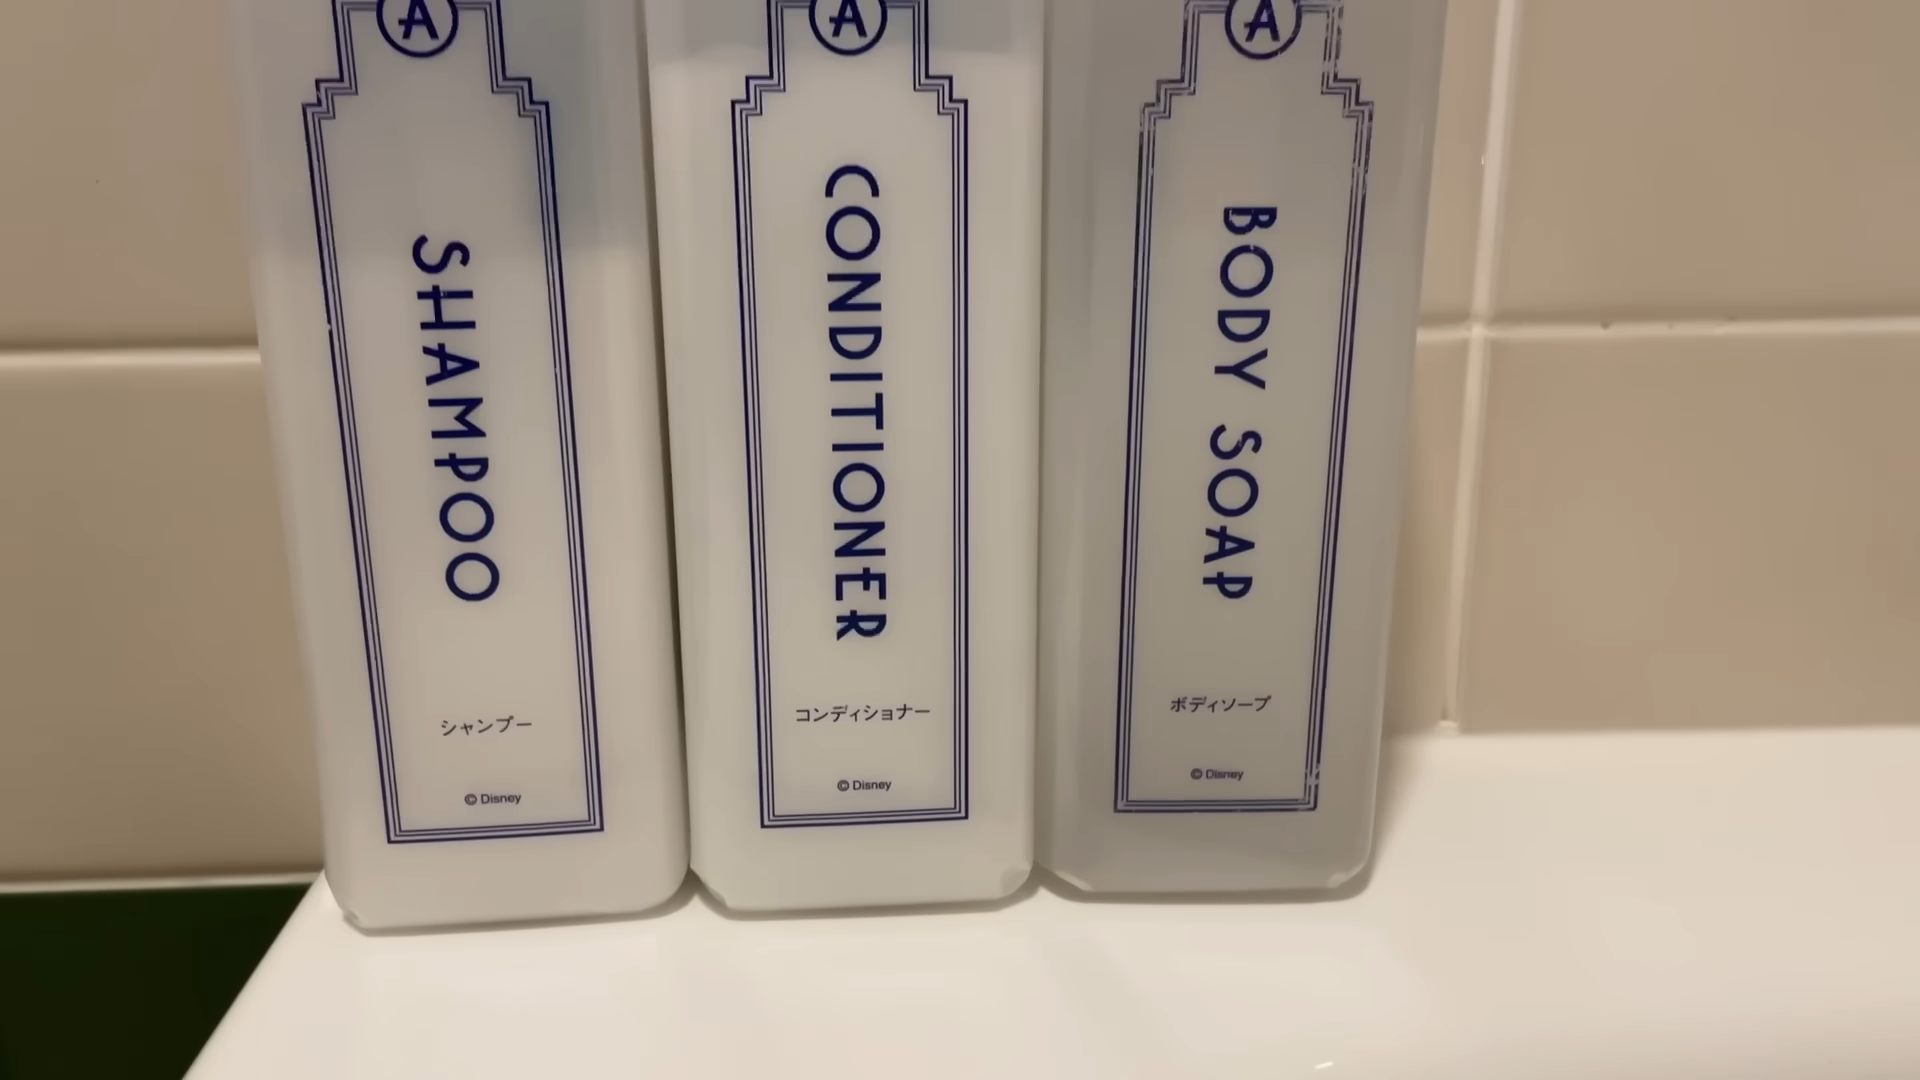 A
SHAMPOO
シャンプー
© Disney
A
CONDITIONER
コンディショナー
© Disney
A
BODY SOAP
ボディソープ
© Disney